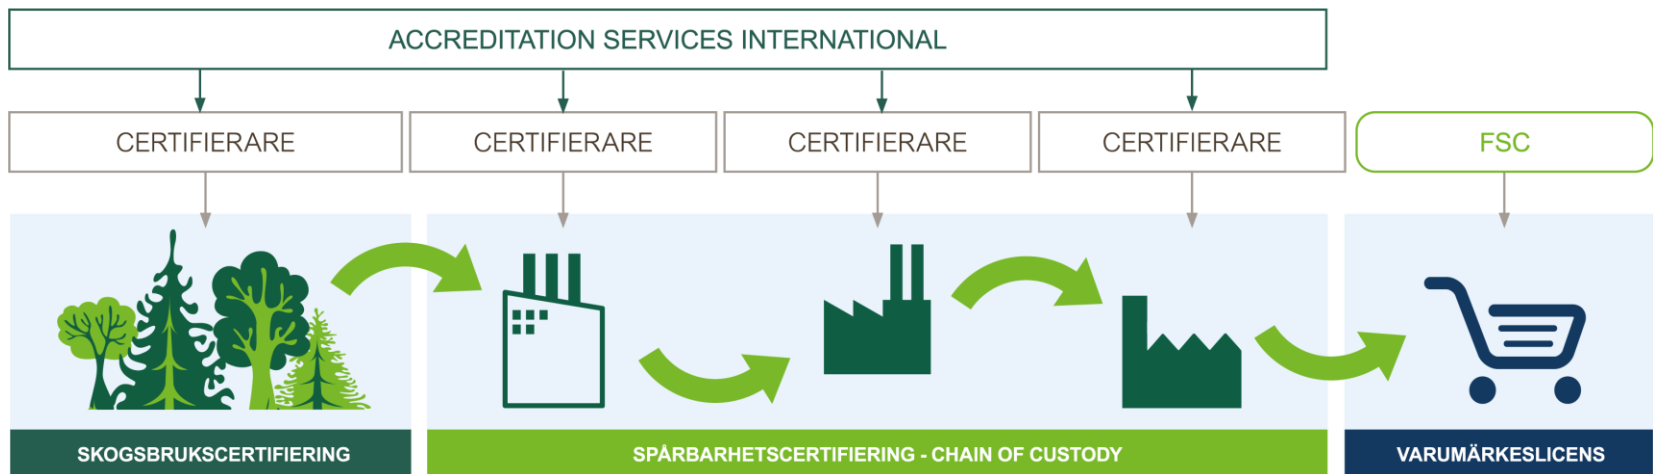 ACCREDITATION SERVICES INTERNATIONAL
CERTIFIERARE
CERTIFIERARE
CERTIFIERARE
CERTIFIERARE
FSC
SKOGSBRUKSCERTIFIERING
SPÅRBARHETSCERTIFIERING - CHAIN OF CUSTODY
VARUMÄRKESLICENS